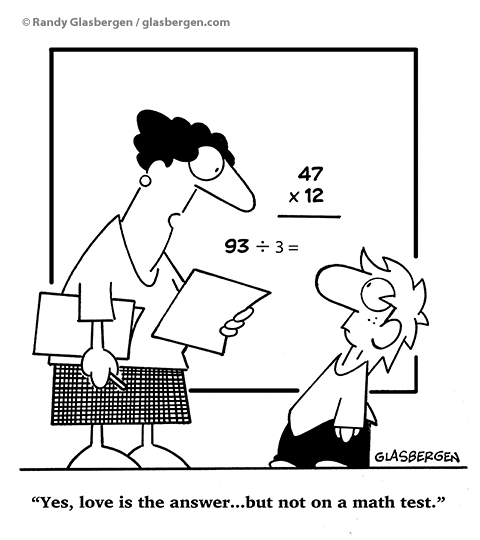 © Randy Glasbergen / glasbergen.com
47
x 12
93 ÷ 3 =
GLASBERGEN
“Yes, love is the answer...but not on a math test.”